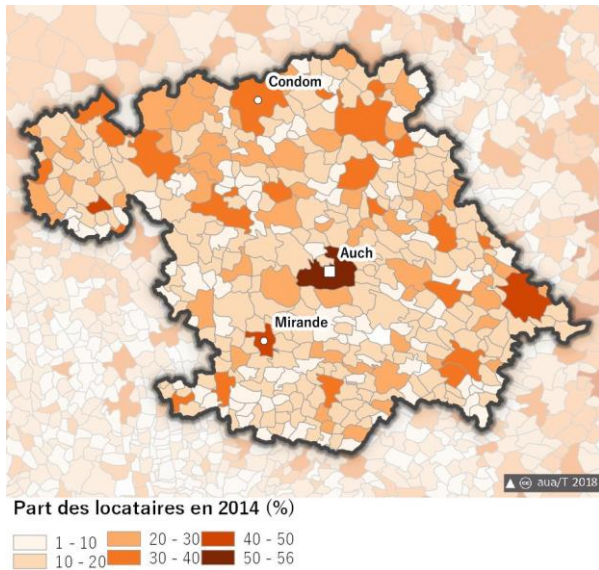 Condom
Auch
Mirande
aua/T 2018
Part des locataires en 2014 (%)
1 - 10 20 - 30 40 - 50
10 - 20 30 - 40 50 - 56